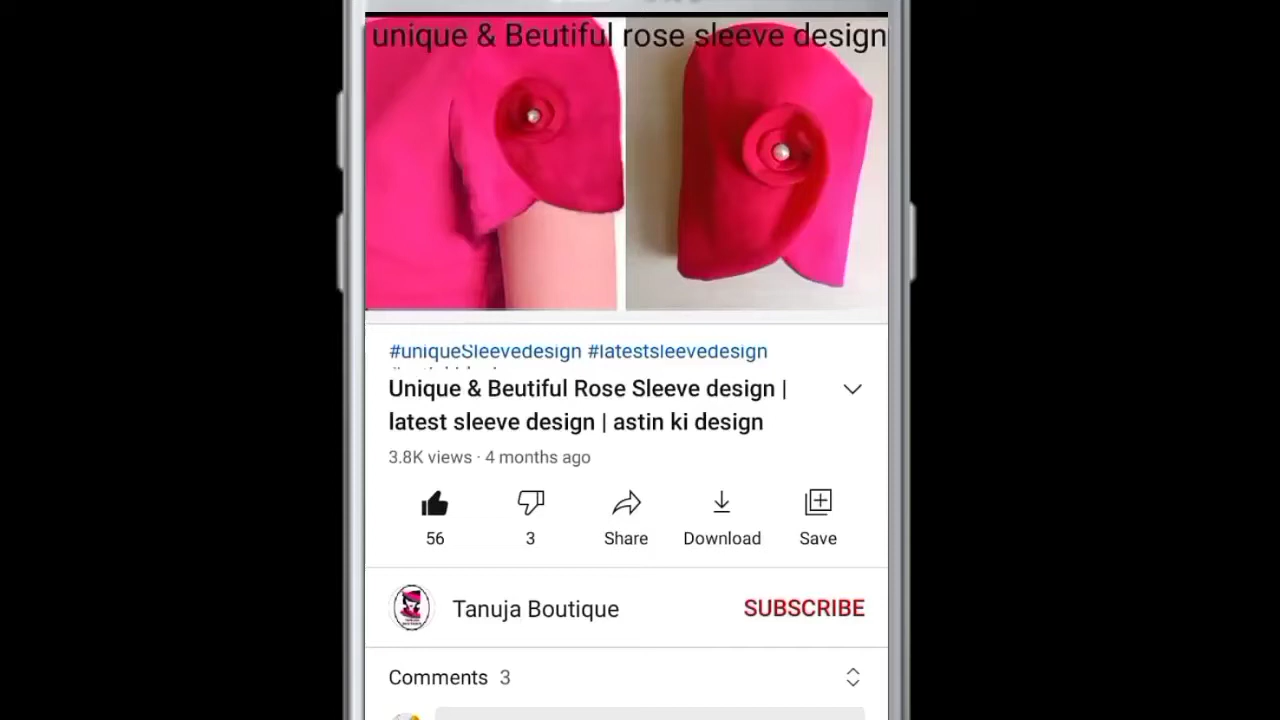 unique & Beutiful rose sleeve design
#uniqueSleevedesign #latestsleevedesign
Unique & Beutiful Rose Sleeve design |
latest sleeve design | astin ki design
3.8K views · 4 months ago
56
3
Share
Download
Save
Tanuja Boutique
SUBSCRIBE
Comments 3